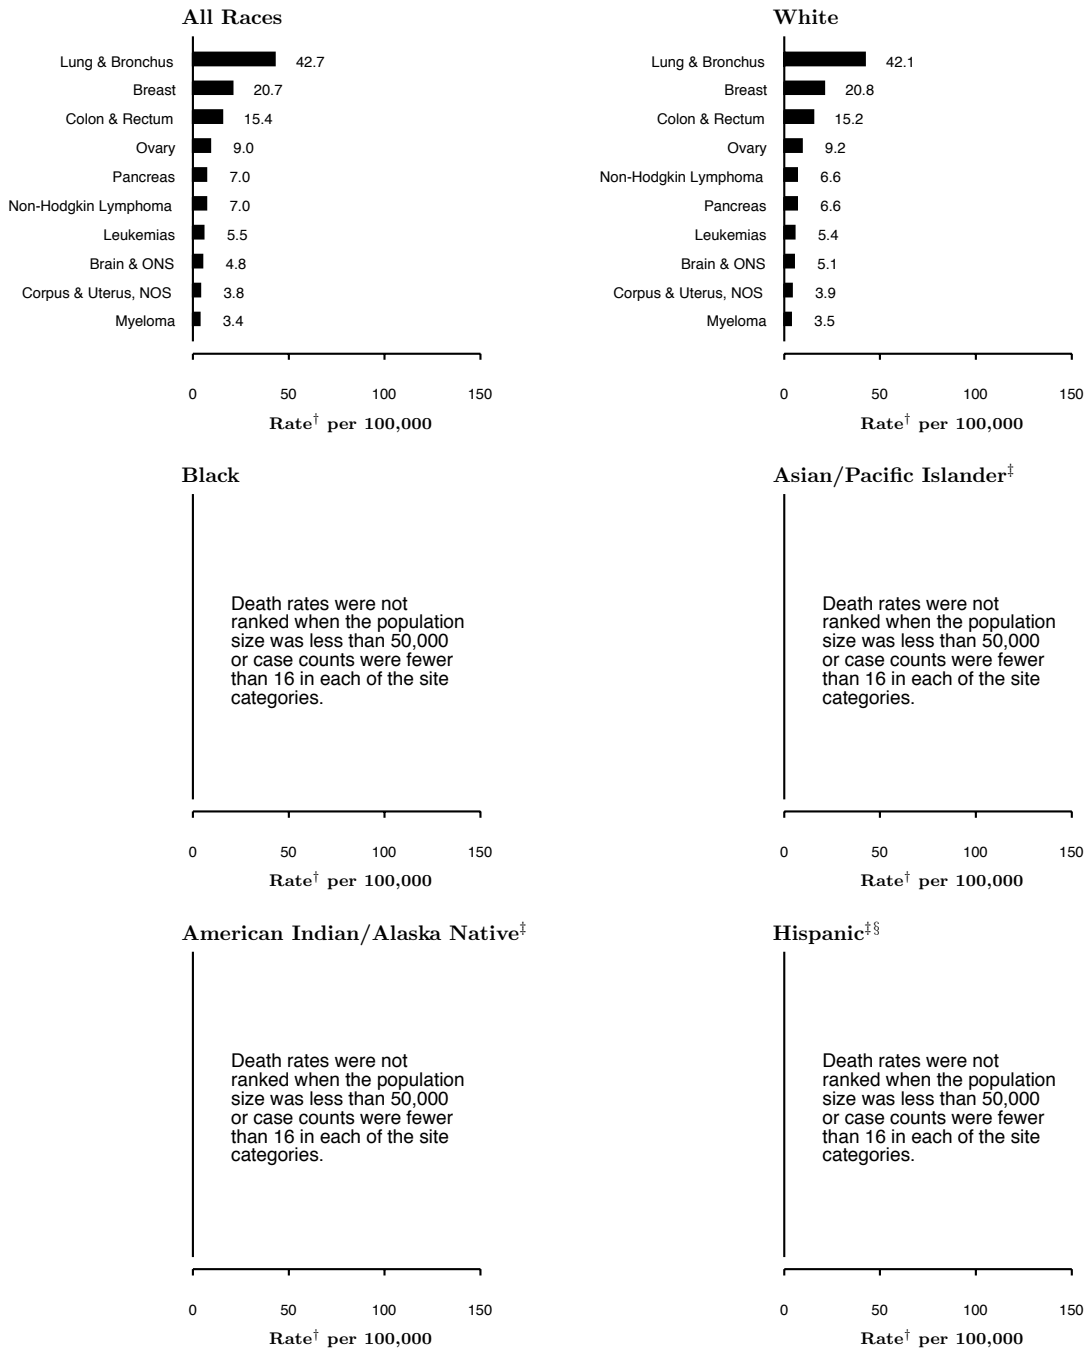 All Races
Lung & Bronchus 42.7
Breast 20.7
Colon & Rectum 15.4
Ovary 9.0
Pancreas 7.0
Non-Hodgkin Lymphoma 7.0
Leukemias 5.5
Brain & ONS 4.8
Corpus & Uterus, NOS 3.8
Myeloma 3.4
0 50 100 150
Rate† per 100,000
White
Lung & Bronchus 42.1
Breast 20.8
Colon & Rectum 15.2
Ovary 9.2
Non-Hodgkin Lymphoma 6.6
Pancreas 6.6
Leukemias 5.4
Brain & ONS 5.1
Corpus & Uterus, NOS 3.9
Myeloma 3.5
0 50 100 150
Rate† per 100,000
Black
Death rates were not
ranked when the population
size was less than 50,000
or case counts were fewer
than 16 in each of the site
categories.
0 50 100 150
Rate† per 100,000
Asian/Pacific Islander‡
Death rates were not
ranked when the population
size was less than 50,000
or case counts were fewer
than 16 in each of the site
categories.
0 50 100 150
Rate† per 100,000
American Indian/Alaska Native‡
Death rates were not
ranked when the population
size was less than 50,000
or case counts were fewer
than 16 in each of the site
categories.
0 50 100 150
Rate† per 100,000
Hispanic‡§
Death rates were not
ranked when the population
size was less than 50,000
or case counts were fewer
than 16 in each of the site
categories.
0 50 100 150
Rate† per 100,000